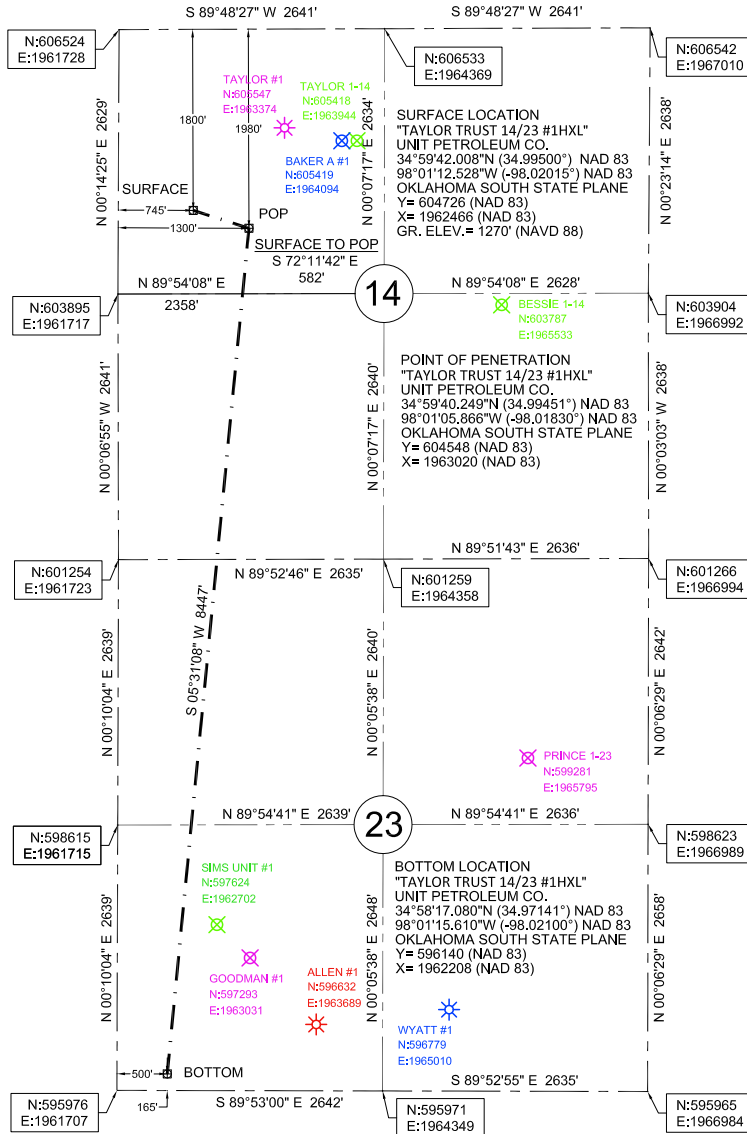 S 89°48'27" W 2641'
S 89°48'27" W 2641'
N:606524
E:1961728
N:606533
E:1964369
N:606542
E:1967010
N 00°14'25" E 2629'
1800'
1980'
TAYLOR #1
N:605547
E:1963374
TAYLOR 1-14
N:605418
E:1963944
BAKER A #1
N:605419
E:1964094
N 00°07'17" E 2634'
N 00°23'14" E 2638'
SURFACE LOCATION
"TAYLOR TRUST 14/23 #1HXL"
UNIT PETROLEUM CO.
34°59'42.008"N (34.99500°) NAD 83
98°01'12.528"W (-98.02015°) NAD 83
OKLAHOMA SOUTH STATE PLANE
Y= 604726 (NAD 83)
X= 1962466 (NAD 83)
GR. ELEV.= 1270' (NAVD 88)
SURFACE
745'
POP
1300'
SURFACE TO POP
S 72°11'42" E
582'
N 89°54'08" E
2358'
14
N 89°54'08" E 2628'
N:603895
E:1961717
N:603904
E:1966992
BESSIE 1-14
N:603787
E:1965533
N 00°06'55" W 2641'
N 00°07'17" E 2640'
N 00°03'03" W 2638'
POINT OF PENETRATION
"TAYLOR TRUST 14/23 #1HXL"
UNIT PETROLEUM CO.
34°59'40.249"N (34.99451°) NAD 83
98°01'05.866"W (-98.01830°) NAD 83
OKLAHOMA SOUTH STATE PLANE
Y= 604548 (NAD 83)
X= 1963020 (NAD 83)
N 89°52'46" E 2635'
N 89°51'43" E 2636'
N:601254
E:1961723
N:601259
E:1964358
N:601266
E:1966994
S 05°31'08" W 8447'
N 00°10'04" E 2639'
N 00°05'38" E 2640'
N 00°06'29" E 2642'
PRINCE 1-23
N:599281
E:1965795
N 89°54'41" E 2639'
23
N 89°54'41" E 2636'
N:598615
E:1961715
N:598623
E:1966989
SIMS UNIT #1
N:597624
E:1962702
BOTTOM LOCATION
"TAYLOR TRUST 14/23 #1HXL"
UNIT PETROLEUM CO.
34°58'17.080"N (34.97141°) NAD 83
98°01'15.610"W (-98.02100°) NAD 83
OKLAHOMA SOUTH STATE PLANE
Y= 596140 (NAD 83)
X= 1962208 (NAD 83)
N 00°10'04" E 2639'
N 00°05'38" E 2648'
N 00°06'29" E 2658'
GOODMAN #1
N:597293
E:1963031
ALLEN #1
N:596632
E:1963689
WYATT #1
N:596779
E:1965010
500'
BOTTOM
165'
S 89°53'00" E 2642'
S 89°52'55" E 2635'
N:595976
E:1961707
N:595971
E:1964349
N:595965
E:1966984